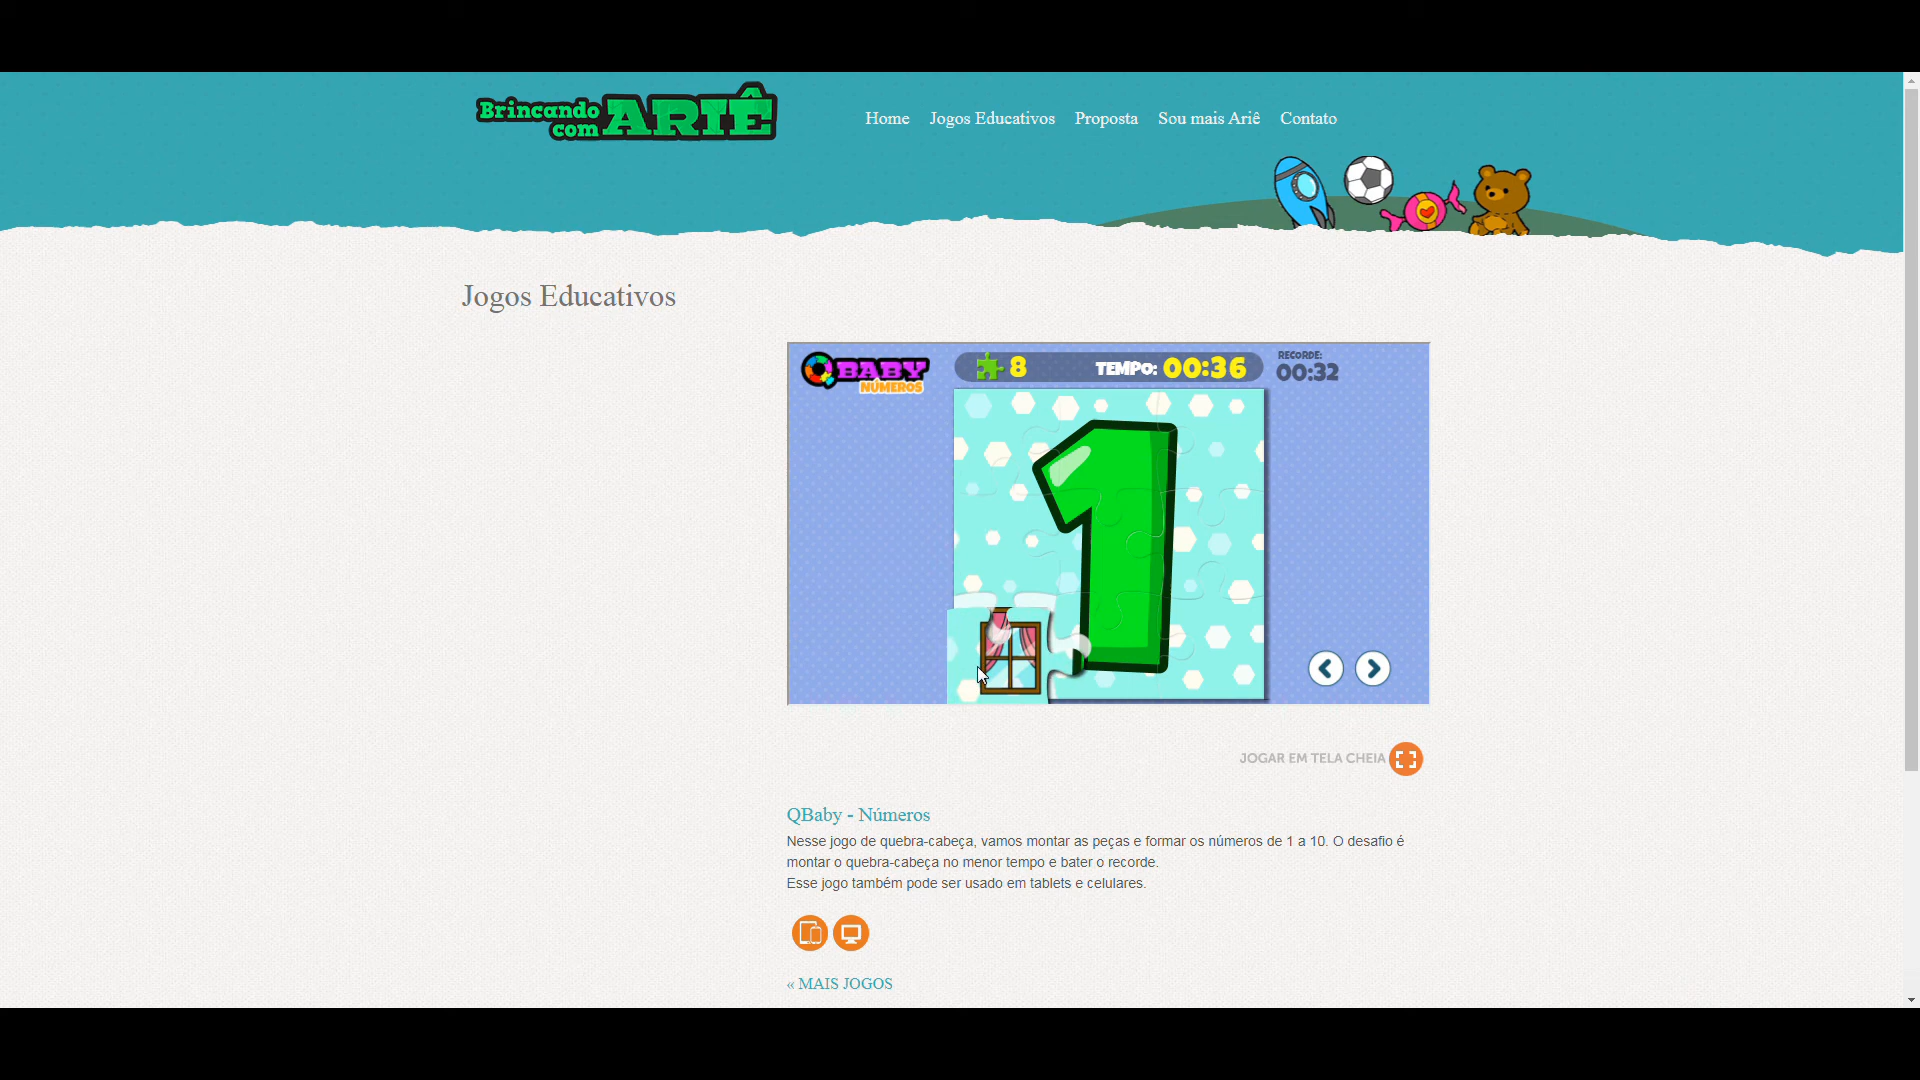 Brincando
com ARIÊ
Home Jogos Educativos Proposta Sou mais Ariê Contato
Jogos Educativos
QBABY
NÚMEROS
8 TEMPO: 00:36
RECORDE:
00:32
1
JOGAR EM TELA CHEIA
QBaby - Números
Nesse jogo de quebra-cabeça, vamos montar as peças e formar os números de 1 a 10. O desafio é
montar o quebra-cabeça no menor tempo e bater o recorde.
Esse jogo também pode ser usado em tablets e celulares.
« MAIS JOGOS